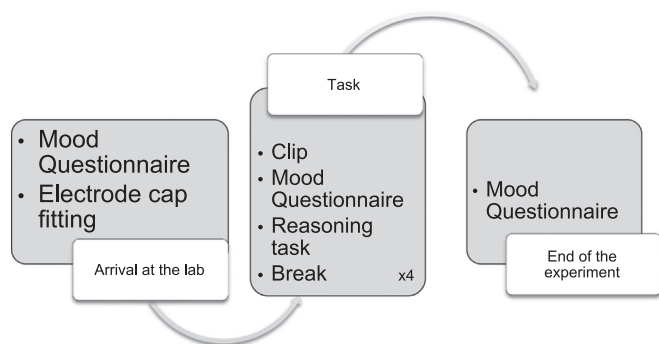 • Mood
Questionnaire
• Electrode cap
fitting
Arrival at the lab
Task
• Clip
• Mood
Questionnaire
• Reasoning
task
• Break x4
• Mood
Questionnaire
End of the
experiment